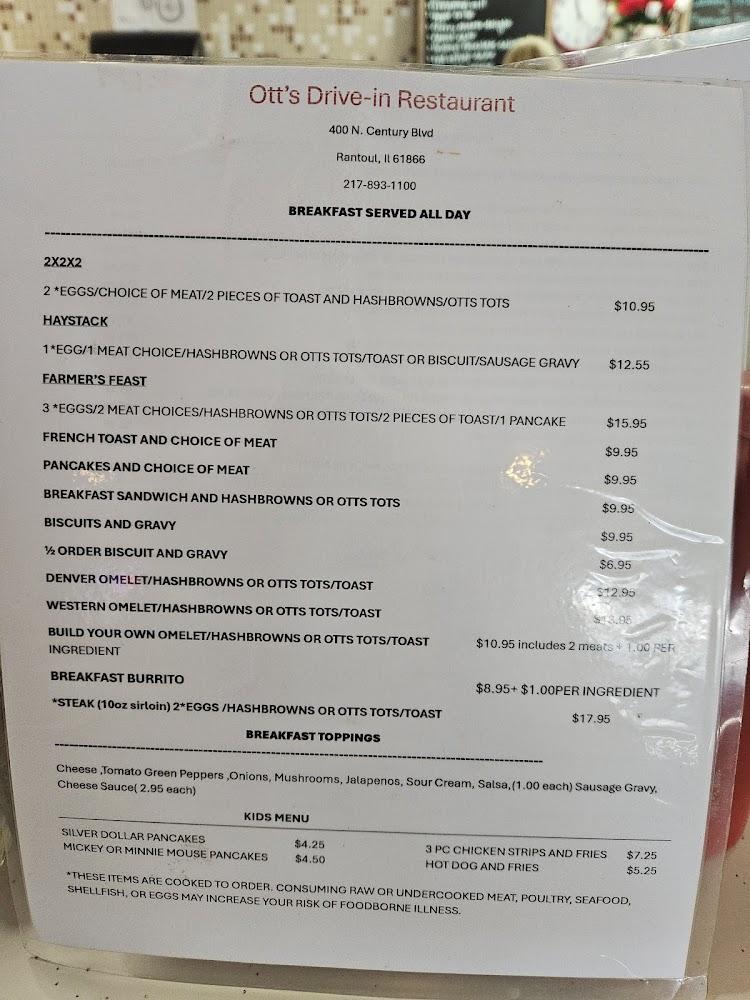 Ott's Drive-in Restaurant
400 N. Century Blvd
Rantoul, Il 61866
217-893-1100
BREAKFAST SERVED ALL DAY
2X2X2
2 *EGGS/CHOICE OF MEAT/2 PIECES OF TOAST AND HASHBROWNS/OTTS TOTS $10.95
HAYSTACK
1*EGG/1 MEAT CHOICE/HASHBROWNS OR OTTS TOTS/TOAST OR BISCUIT/SAUSAGE GRAVY $12.55
FARMER'S FEAST
3 *EGGS/2 MEAT CHOICES/HASHBROWNS OR OTTS TOTS/2 PIECES OF TOAST/1 PANCAKE $15.95
FRENCH TOAST AND CHOICE OF MEAT $9.95
PANCAKES AND CHOICE OF MEAT $9.95
BREAKFAST SANDWICH AND HASHBROWNS OR OTTS TOTS $9.95
BISCUITS AND GRAVY $9.95
½ ORDER BISCUIT AND GRAVY $6.95
DENVER OMELET/HASHBROWNS OR OTTS TOTS/TOAST $12.95
WESTERN OMELET/HASHBROWNS OR OTTS TOTS/TOAST $13.95
BUILD YOUR OWN OMELET/HASHBROWNS OR OTTS TOTS/TOAST $10.95 includes 2 meats + 1.00 PER
INGREDIENT
BREAKFAST BURRITO $8.95+ $1.00PER INGREDIENT
*STEAK (10oz sirloin) 2*EGGS /HASHBROWNS OR OTTS TOTS/TOAST $17.95
BREAKFAST TOPPINGS
Cheese ,Tomato Green Peppers ,Onions, Mushrooms, Jalapenos, Sour Cream, Salsa,(1.00 each) Sausage Gravy,
Cheese Sauce( 2.95 each)
KIDS MENU
SILVER DOLLAR PANCAKES $4.25 3 PC CHICKEN STRIPS AND FRIES $7.25
MICKEY OR MINNIE MOUSE PANCAKES $4.50 HOT DOG AND FRIES $5.25
*THESE ITEMS ARE COOKED TO ORDER. CONSUMING RAW OR UNDERCOOKED MEAT, POULTRY, SEAFOOD,
SHELLFISH, OR EGGS MAY INCREASE YOUR RISK OF FOODBORNE ILLNESS.